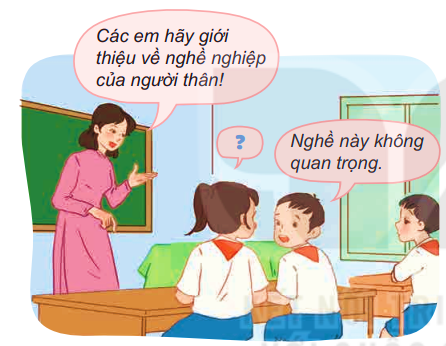 Các em hãy giới
thiệu về nghề nghiệp
của người thân!
?
Nghề này không
quan trọng.